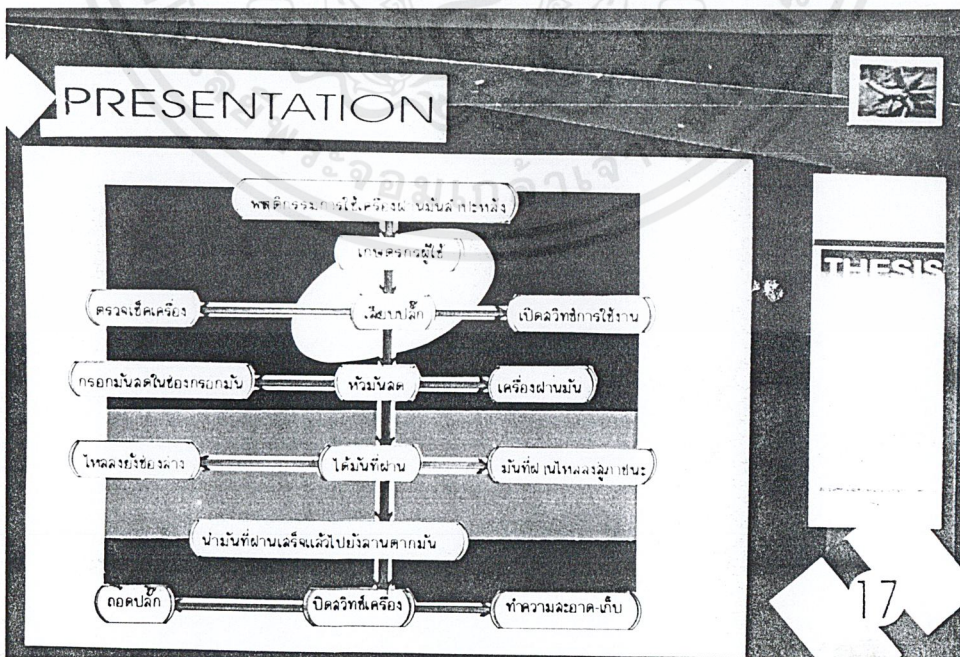 PRESENTATION
พฤติกรรมการใช้เครื่องฝานมันสำปะหลัง
เกษตรกรผู้ใช้
ตรวจเช็คเครื่อง
เสียบปลั๊ก
เปิดสวิทช์การใช้งาน
กรอกมันสดในช่องกรอกมัน
หัวมันสด
เครื่องฝานมัน
ไหลลงยังช่องล่าง
ได้มันที่ฝาน
มันที่ฝานไหลลงสู่ภาชนะ
นำมันที่ฝานเสร็จแล้วไปยังลานตากมัน
ถอดปลั๊ก
ปิดสวิทช์เครื่อง
ทำความสะอาด-เก็บ
THESIS
17